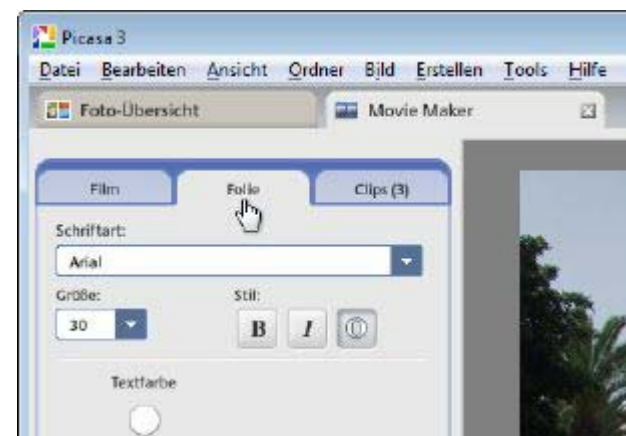 Picasa 3
Datei Bearbeiten Ansicht Ordner Bild Erstellen Tools Hilfe
Foto-Übersicht Movie Maker
Film Folie Clips (3)
Schriftart:
Arial
Größe: Stil:
30 B I O
Textfarbe